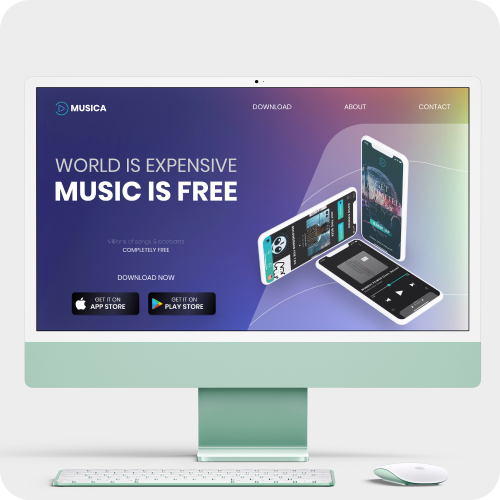 MUSICA
DOWNLOAD
ABOUT
CONTACT
WORLD IS EXPENSIVE
MUSIC IS FREE
Millions of songs &
COMPLETELY FREE
DOWNLOAD NOW
GET IT ON
APP STORE
GET IT ON
PLAY STORE